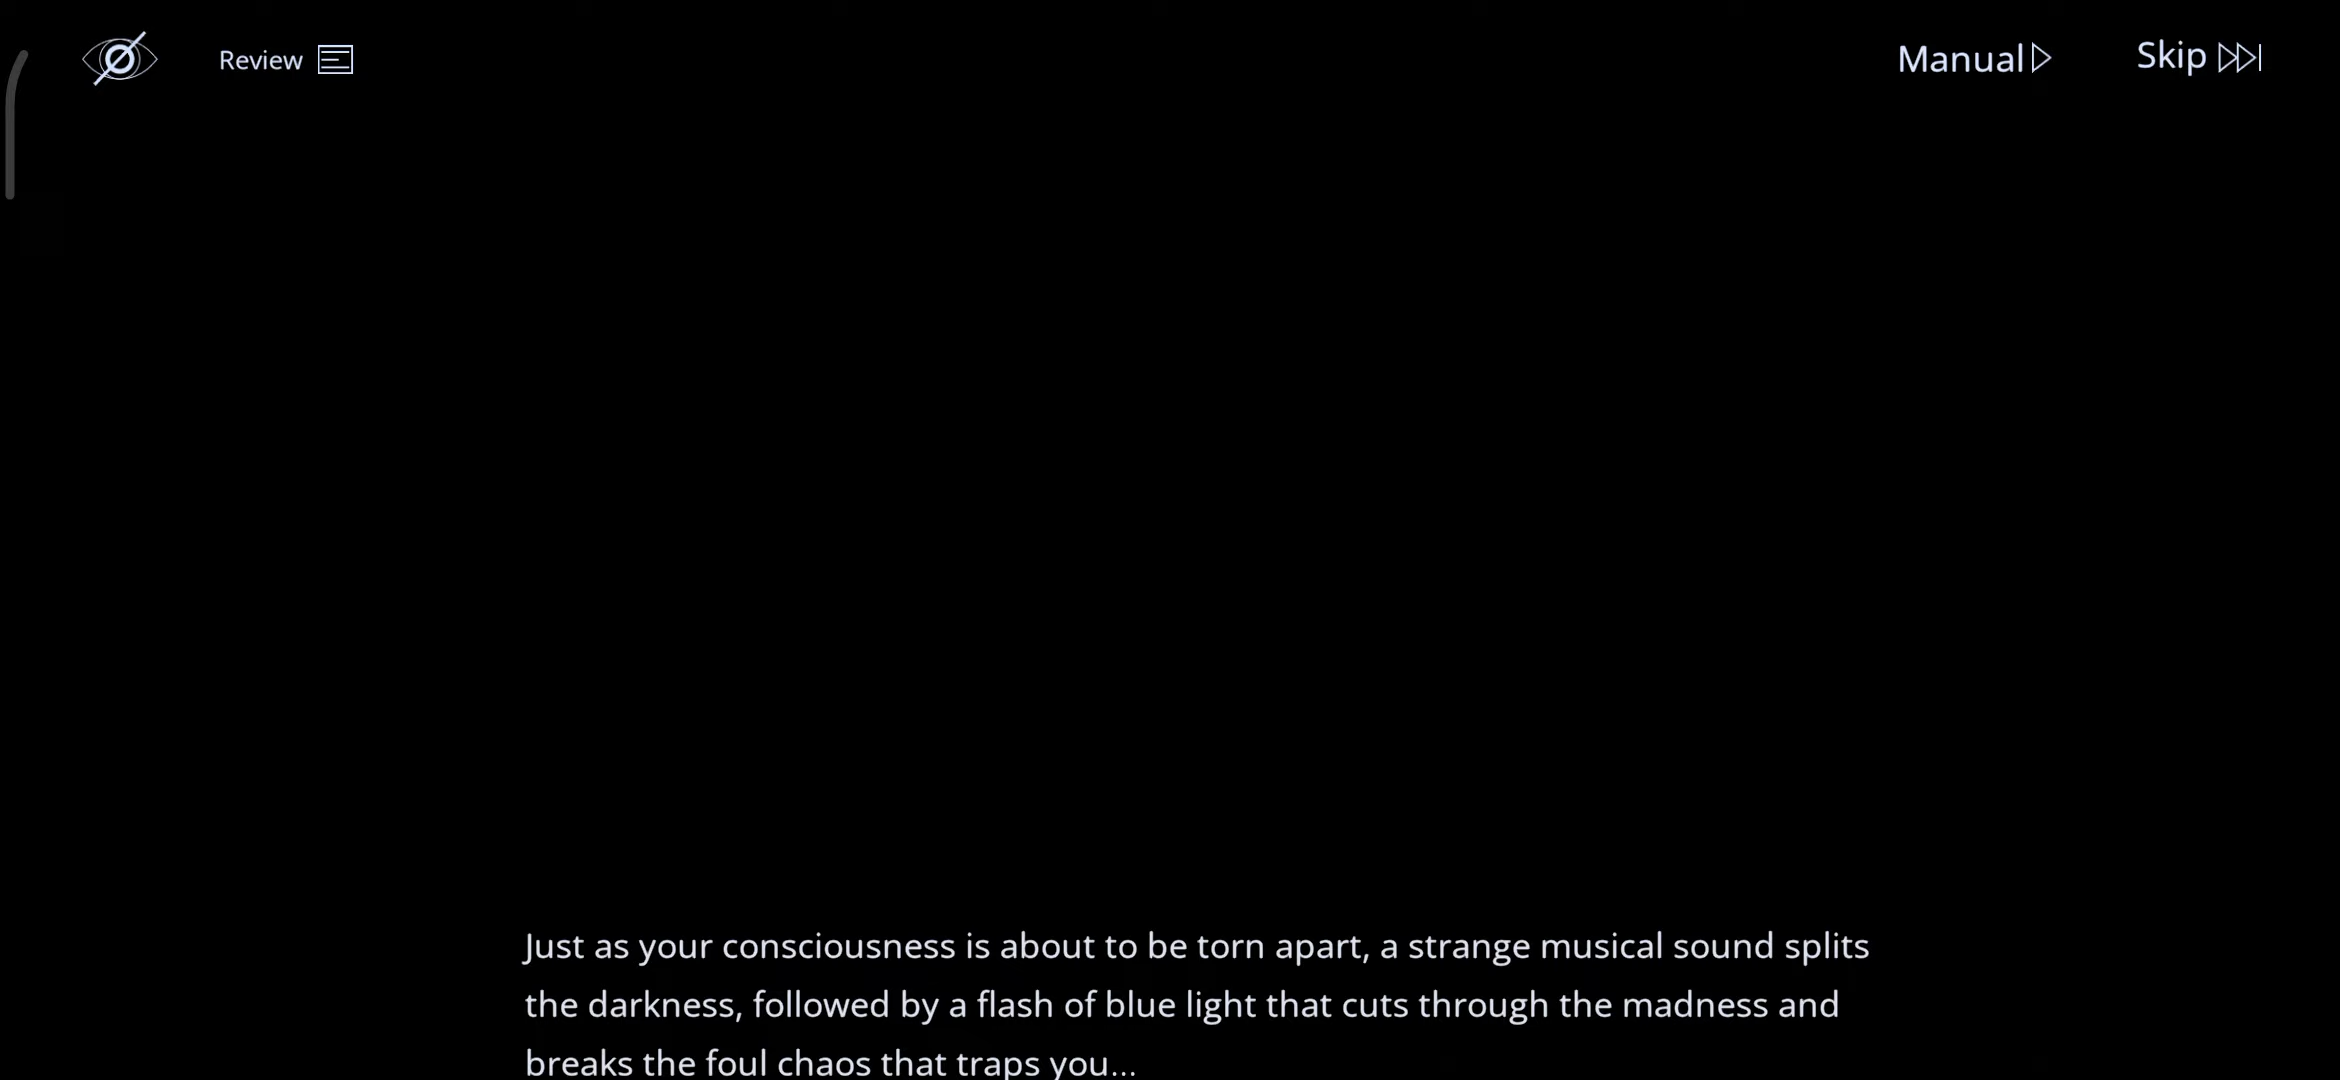 Review
Manual
Skip
Just as your consciousness is about to be torn apart, a strange musical sound splits
the darkness, followed by a flash of blue light that cuts through the madness and
breaks the foul chaos that traps you...